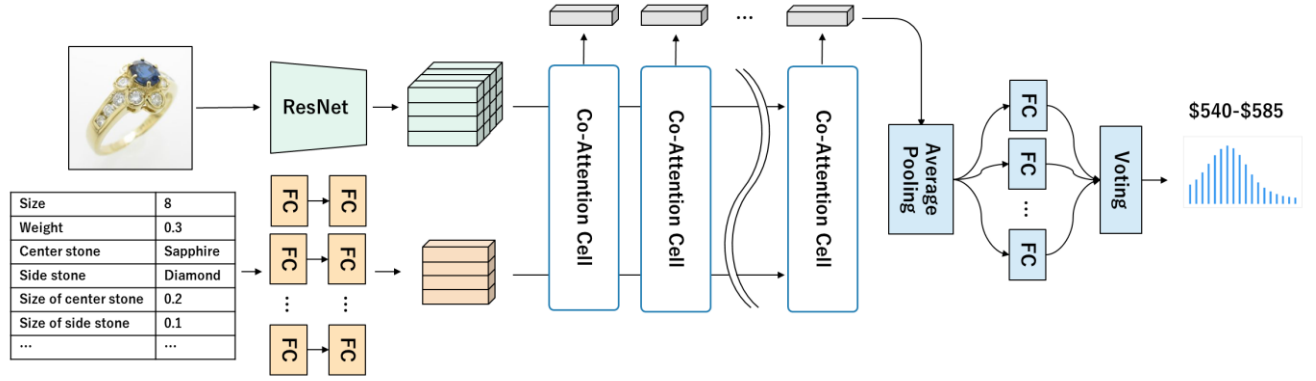 ResNet
Size 8
Weight 0.3
Center stone Sapphire
Side stone Diamond
Size of center stone 0.2
Size of side stone 0.1
... ...
FC FC
FC FC
... ...
FC FC
...
Co-Attention Cell
Co-Attention Cell
Co-Attention Cell
Average
Pooling
FC
FC
...
FC
Voting
$540-$585